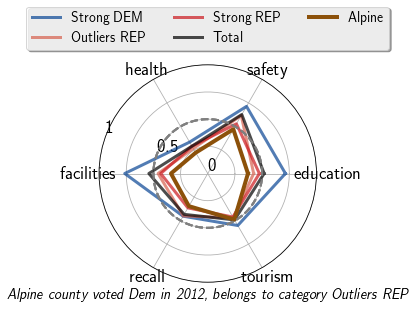 Strong DEM Strong REP Alpine
Outliers REP Total
health safety
1
0.5
0
facilities education
recall tourism
Alpine county voted Dem in 2012, belongs to category Outliers REP